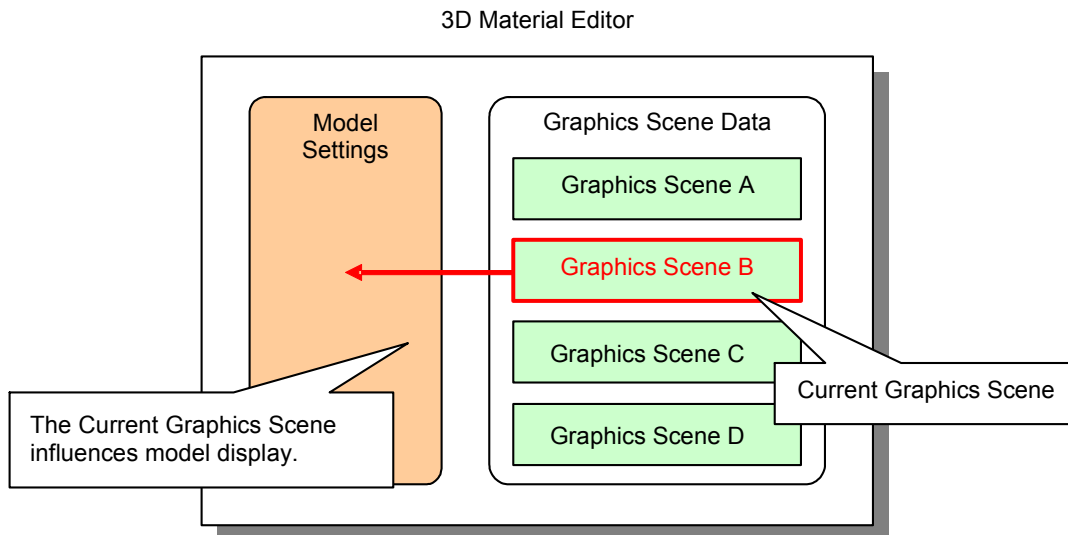 3D Material Editor
Model
Settings
Graphics Scene Data
Graphics Scene A
Graphics Scene B
Graphics Scene C
Graphics Scene D
Current Graphics Scene
The Current Graphics Scene
influences model display.